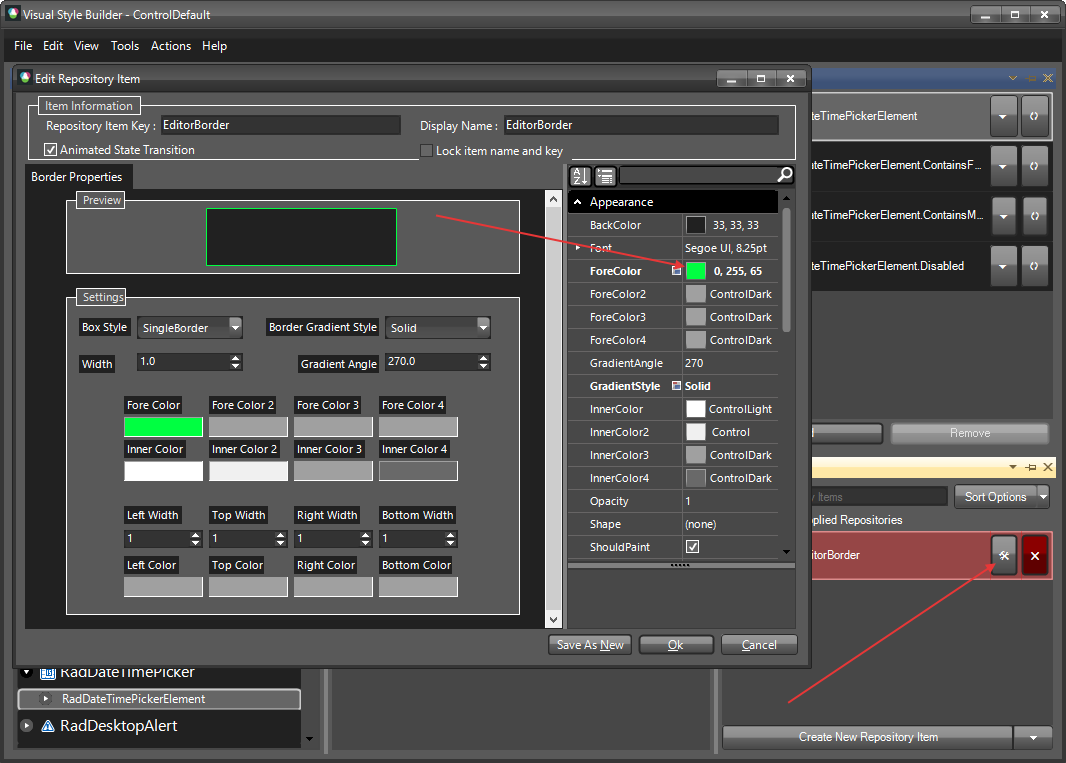 Visual Style Builder - ControlDefault
File Edit View Tools Actions Help
Edit Repository Item
Item Information
Repository Item Key : EditorBorder Display Name : EditorBorder
Animated State Transition Lock item name and key
Border Properties
Preview
Settings
Box Style SingleBorder Border Gradient Style Solid
Width 1.0 Gradient Angle 270.0
Fore Color Fore Color 2 Fore Color 3 Fore Color 4
Inner Color Inner Color 2 Inner Color 3 Inner Color 4
Left Width Top Width Right Width Bottom Width
1 1 1 1
Left Color Top Color Right Color Bottom Color
A Z
Appearance
BackColor 33, 33, 33
Font Segoe UI, 8.25pt
ForeColor 0, 255, 65
ForeColor2 ControlDark
ForeColor3 ControlDark
ForeColor4 ControlDark
GradientAngle 270
GradientStyle Solid
InnerColor ControlLight
InnerColor2 Control
InnerColor3 ControlDark
InnerColor4 ControlDark
Opacity 1
Shape (none)
ShouldPaint
Save As New Ok Cancel
ateTimePickerElement
ateTimePickerElement.ContainsF...
ateTimePickerElement.ContainsM...
ateTimePickerElement.Disabled
Remove
y Items Sort Options
pplied Repositories
itorBorder
RadDateTimePicker
RadDateTimePickerElement
RadDesktopAlert
Create New Repository Item